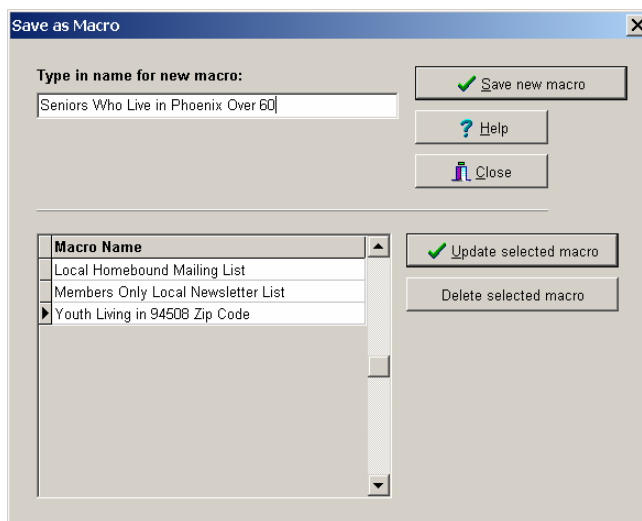 Save as Macro
Type in name for new macro:
Seniors Who Live in Phoenix Over 60
Save new macro
Help
Close
Macro Name
Local Homebound Mailing List
Members Only Local Newsletter List
Youth Living in 94508 Zip Code
Update selected macro
Delete selected macro